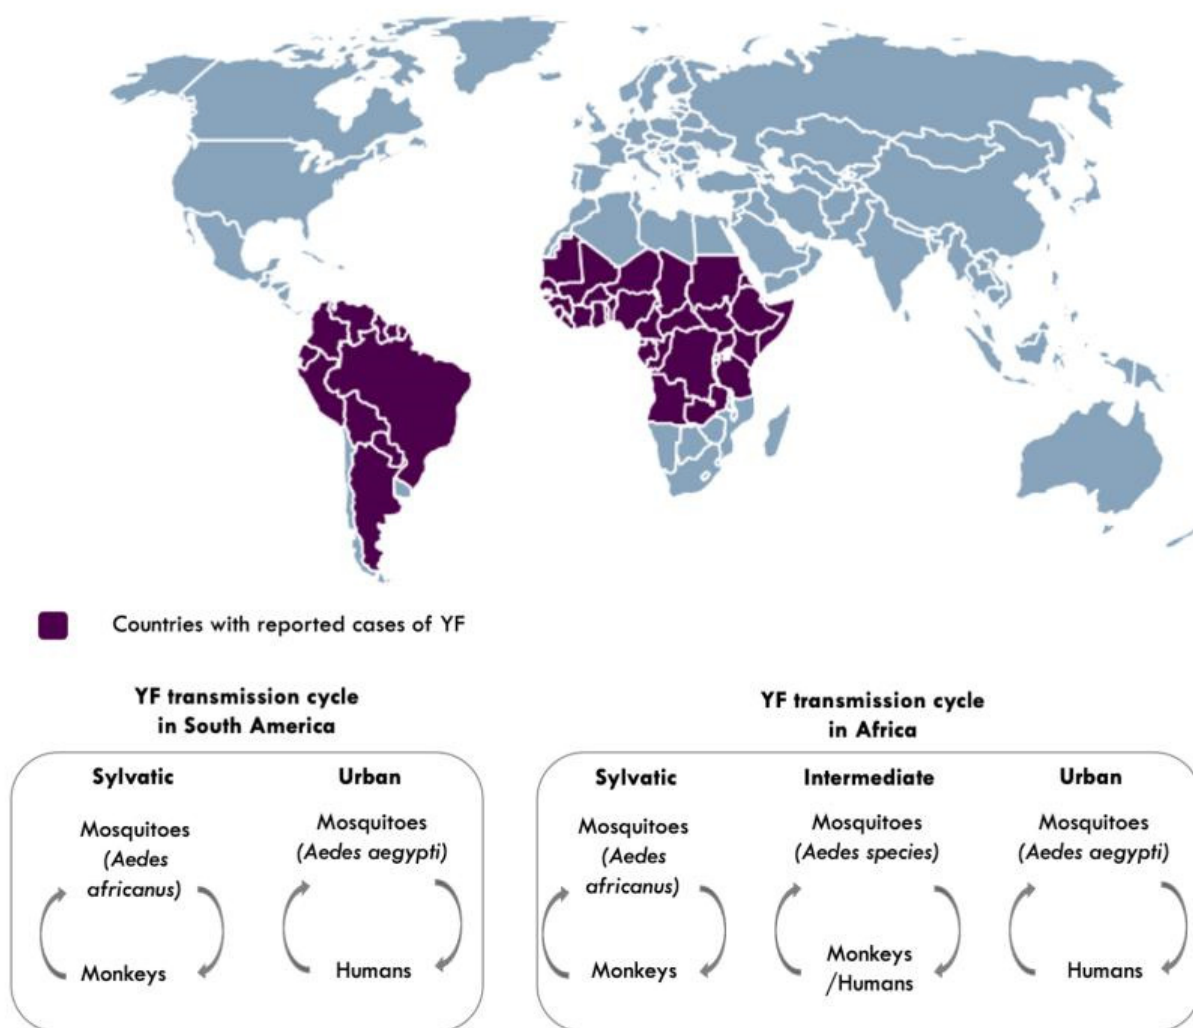 Countries with reported cases of YF
YF transmission cycle
in South America
Sylvatic
Mosquitoes
(Aedes
africanus)
Monkeys
Urban
Mosquitoes
(Aedes aegypti)
Humans
YF transmission cycle
in Africa
Sylvatic
Mosquitoes
(Aedes
africanus)
Monkeys
Intermediate
Mosquitoes
(Aedes species)
Monkeys
/Humans
Urban
Mosquitoes
(Aedes aegypti)
Humans